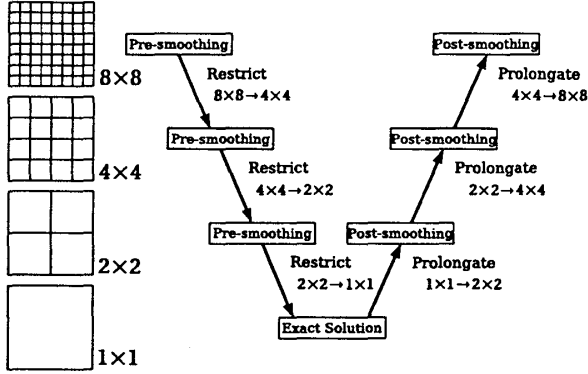 8×8
Pre-smoothing
Post-smoothing
Restrict
8×8→4×4
Prolongate
4×4→8×8
4×4
Pre-smoothing
Post-smoothing
Restrict
4×4→2×2
Prolongate
2×2→4×4
2×2
Pre-smoothing
Post-smoothing
Restrict
2×2→1×1
Prolongate
1×1→2×2
1×1
Exact Solution